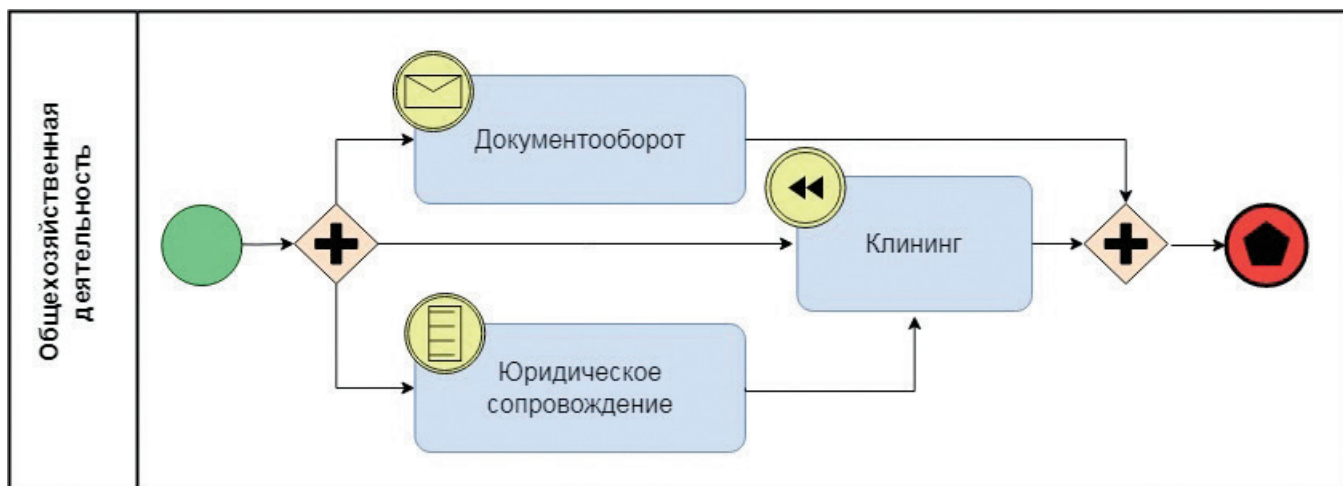 Общехозяйственная
деятельность
Документооборот
Клининг
Юридическое
сопровождение